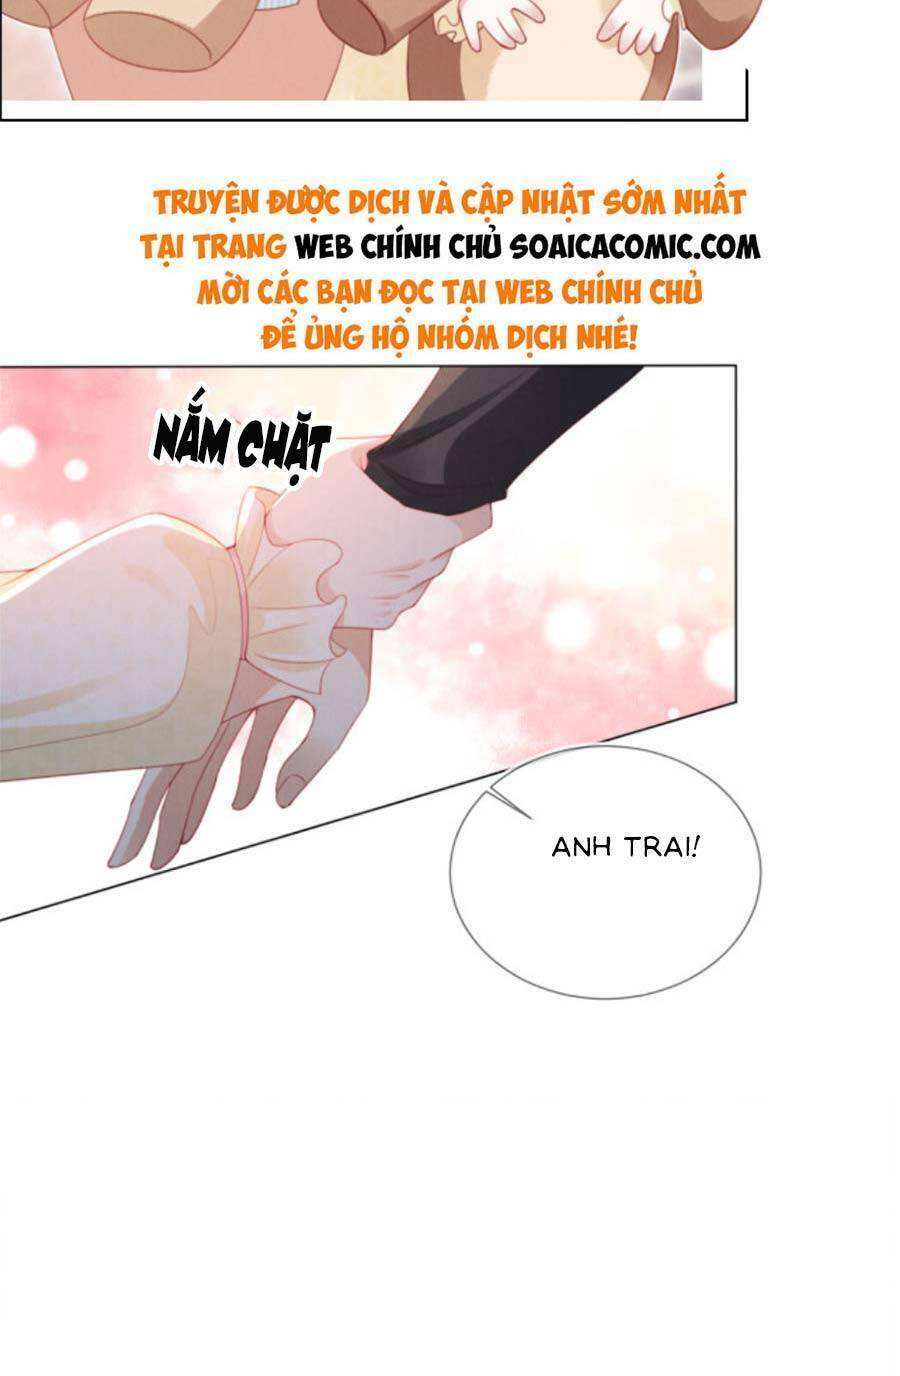 TRUYỆN ĐƯỢC DỊCH VÀ CẬP NHẬT SỚM NHẤT
TẠI TRANG WEB CHÍNH CHỦ SOAICACOMIC.COM
MỜI CÁC BẠN ĐỌC TẠI WEB CHÍNH CHỦ
ĐỂ ỦNG HỘ NHÓM DỊCH NHÉ!
NẮM CHẶT
ANH TRAI!